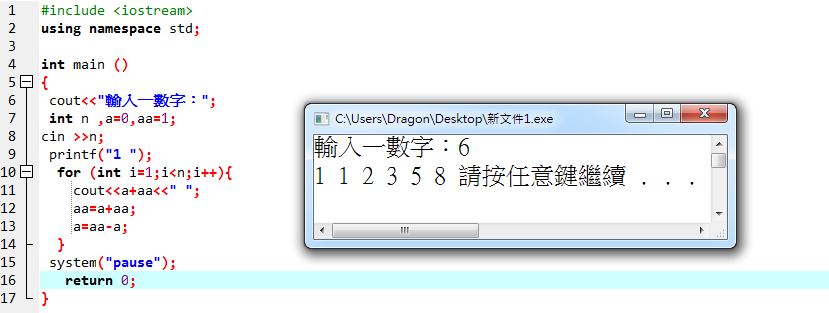 1 #include <iostream>
2 using namespace std;
3
4 int main ()
5 {
6 cout<<"輸入一數字：";
7 int n ,a=0,aa=1;
8 cin >>n;
9 printf("1 ");
10 for (int i=1;i<n;i++){
11 cout<<a+aa<<" ";
12 aa=a+aa;
13 a=aa-a;
14 }
15 system("pause");
16 return 0;
17 }
C:\Users\Dragon\Desktop\新文件1.exe
輸入一數字：6
1 1 2 3 5 8 請按任意鍵繼續 . . .